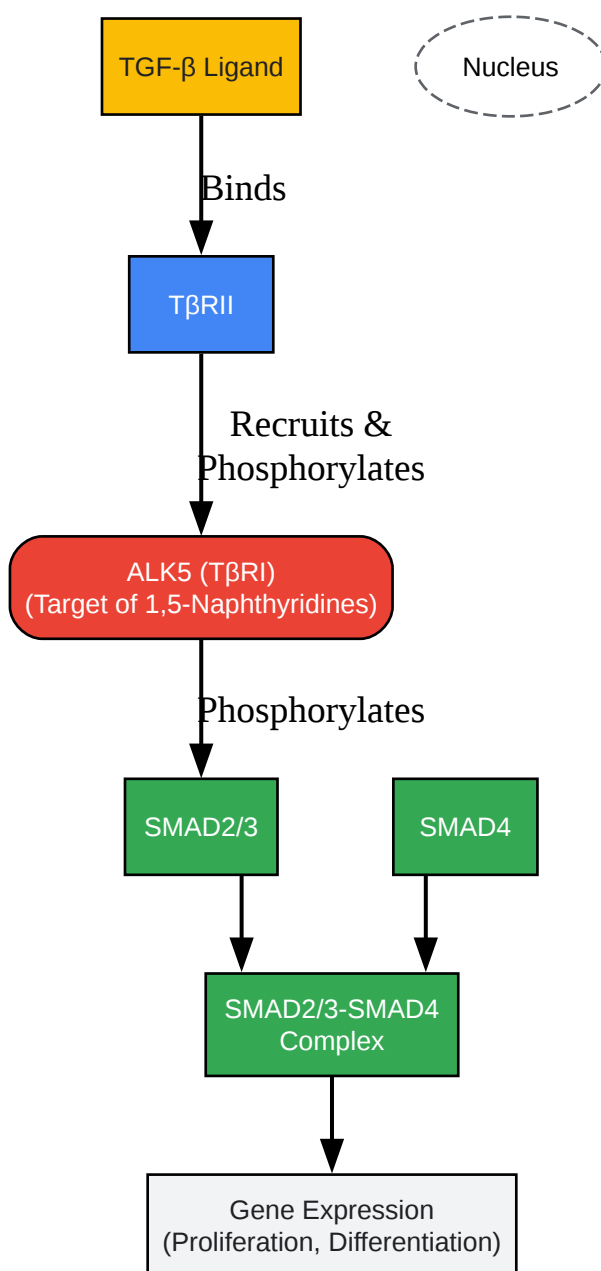 TGF-β Ligand
Nucleus
Binds
TβRII
Recruits &
Phosphorylates
ALK5 (TβRI)
(Target of 1,5-Naphthyridines)
Phosphorylates
SMAD2/3
SMAD4
SMAD2/3-SMAD4
Complex
Gene Expression
(Proliferation, Differentiation)